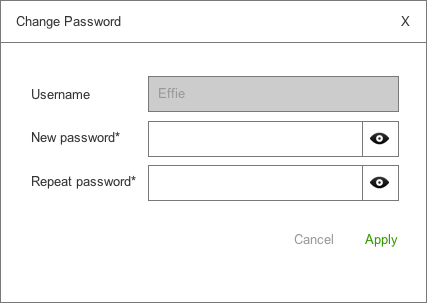 Change Password X
Username Effie
New password*
Repeat password*
Cancel Apply